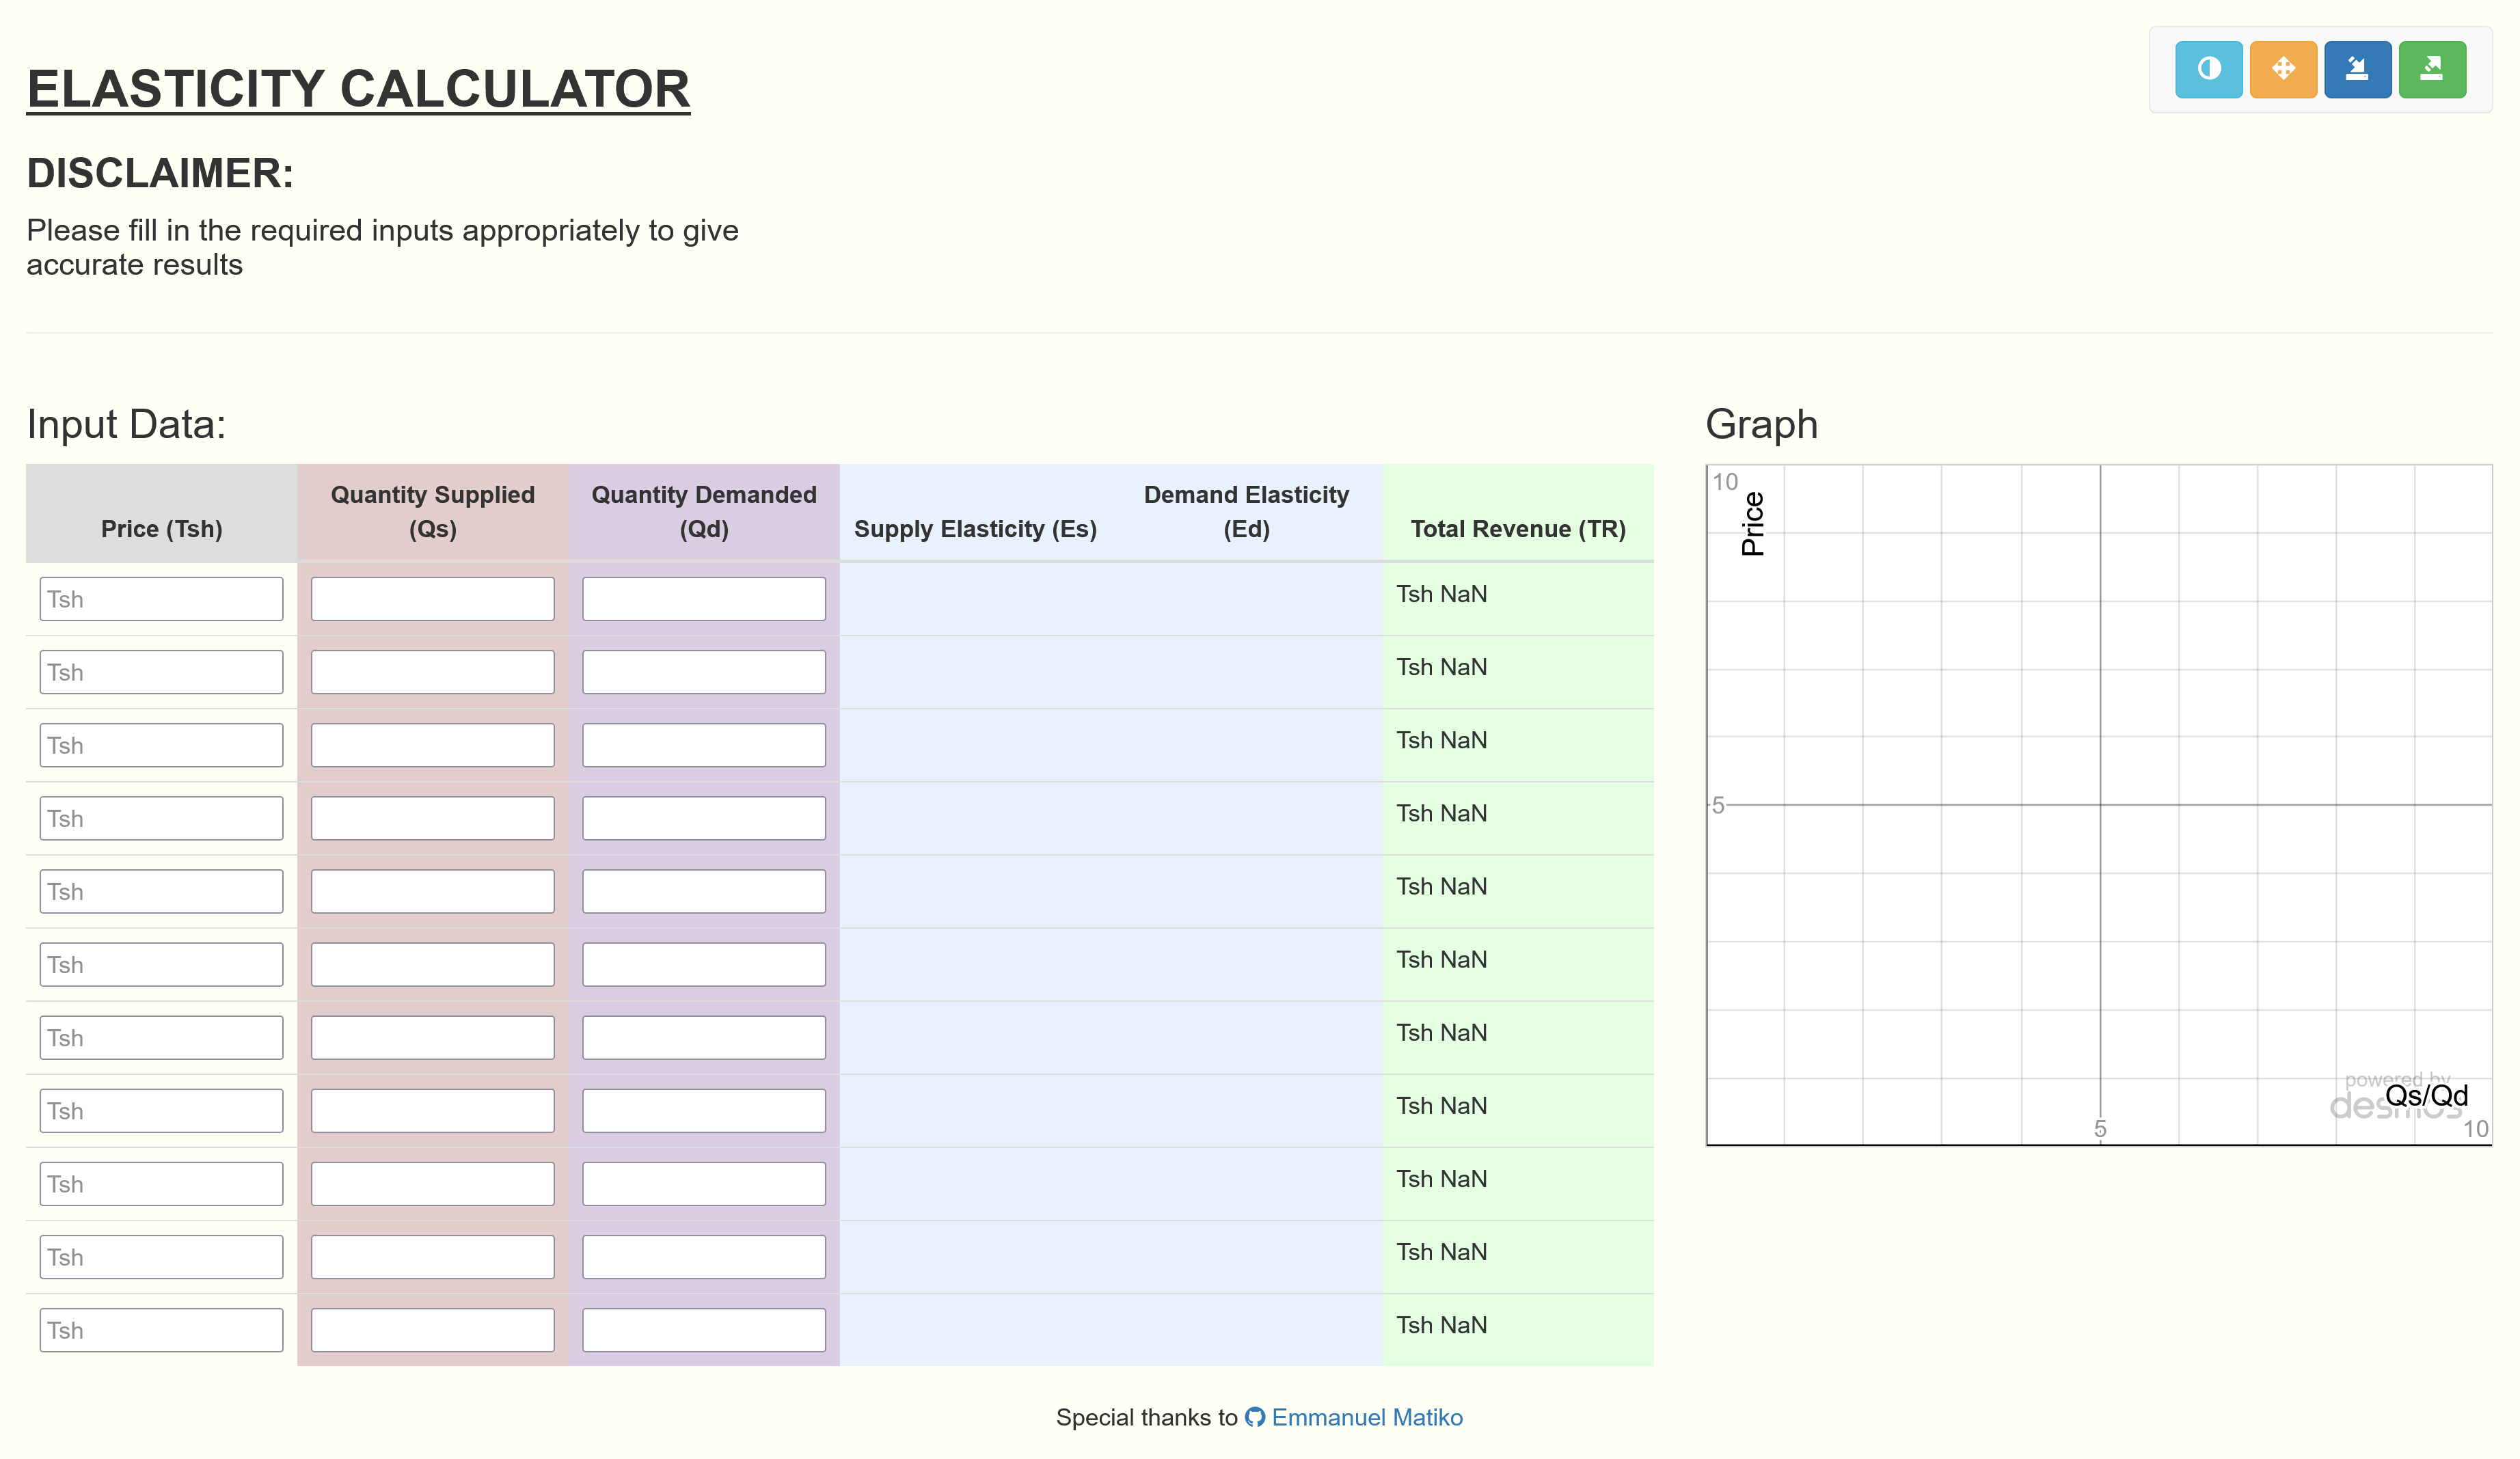 ELASTICITY CALCULATOR
DISCLAIMER:
Please fill in the required inputs appropriately to give
accurate results
Input Data:
Price (Tsh)
Quantity Supplied
(Qs)
Quantity Demanded
(Qd)
Supply Elasticity (Es)
Demand Elasticity
(Ed)
Total Revenue (TR)
Tsh
Tsh NaN
Tsh
Tsh NaN
Tsh
Tsh NaN
Tsh
Tsh NaN
Tsh
Tsh NaN
Tsh
Tsh NaN
Tsh
Tsh NaN
Tsh
Tsh NaN
Tsh
Tsh NaN
Tsh
Tsh NaN
Tsh
Tsh NaN
Graph
10
Price
5
powered by
desmos
Qs/Qd
5
10
Special thanks to Emmanuel Matiko